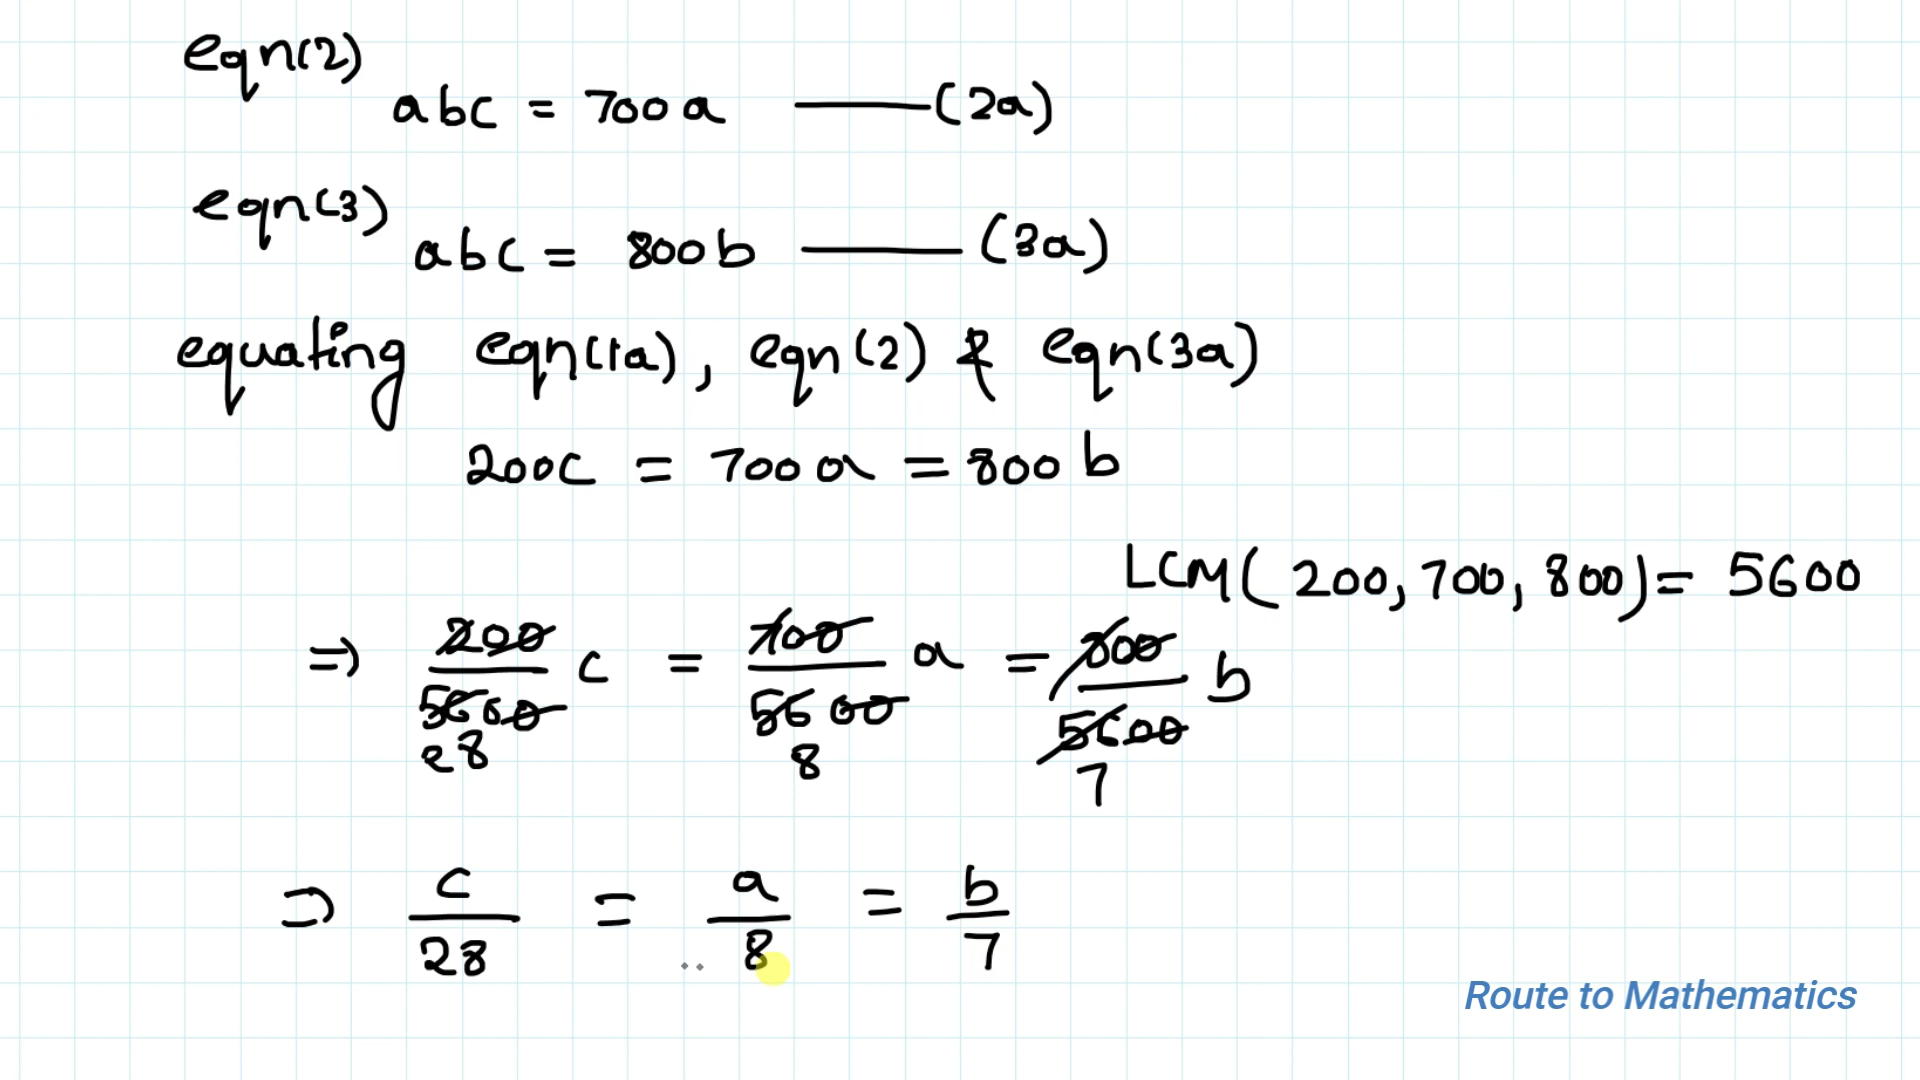 eqn(2)
abc = 700a —— (2a)
eqn(3)
abc = 800b —— (3a)
equating eqn(1a), eqn(2) & eqn(3a)
200c = 700a = 800b
LCM(200, 700, 800) = 5600
⇒ 200/5600 c = 700/5600 a = 800/5600 b
28 8 7
⇒ c/28 = a/8 = b/7
Route to Mathematics